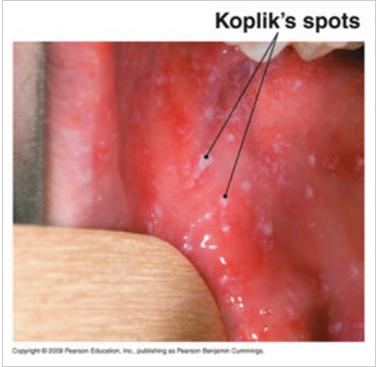 Koplik's spots
Copyright © 2009 Pearson Education, Inc., publishing as Pearson Benjamin Cummings.